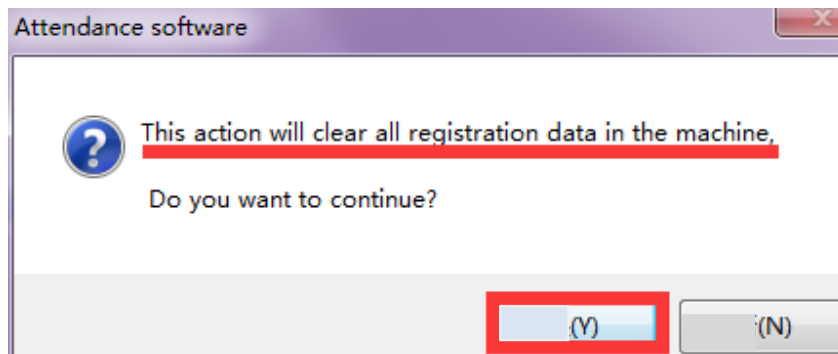 Attendance software
This action will clear all registration data in the machine,
Do you want to continue?
(Y)
(N)